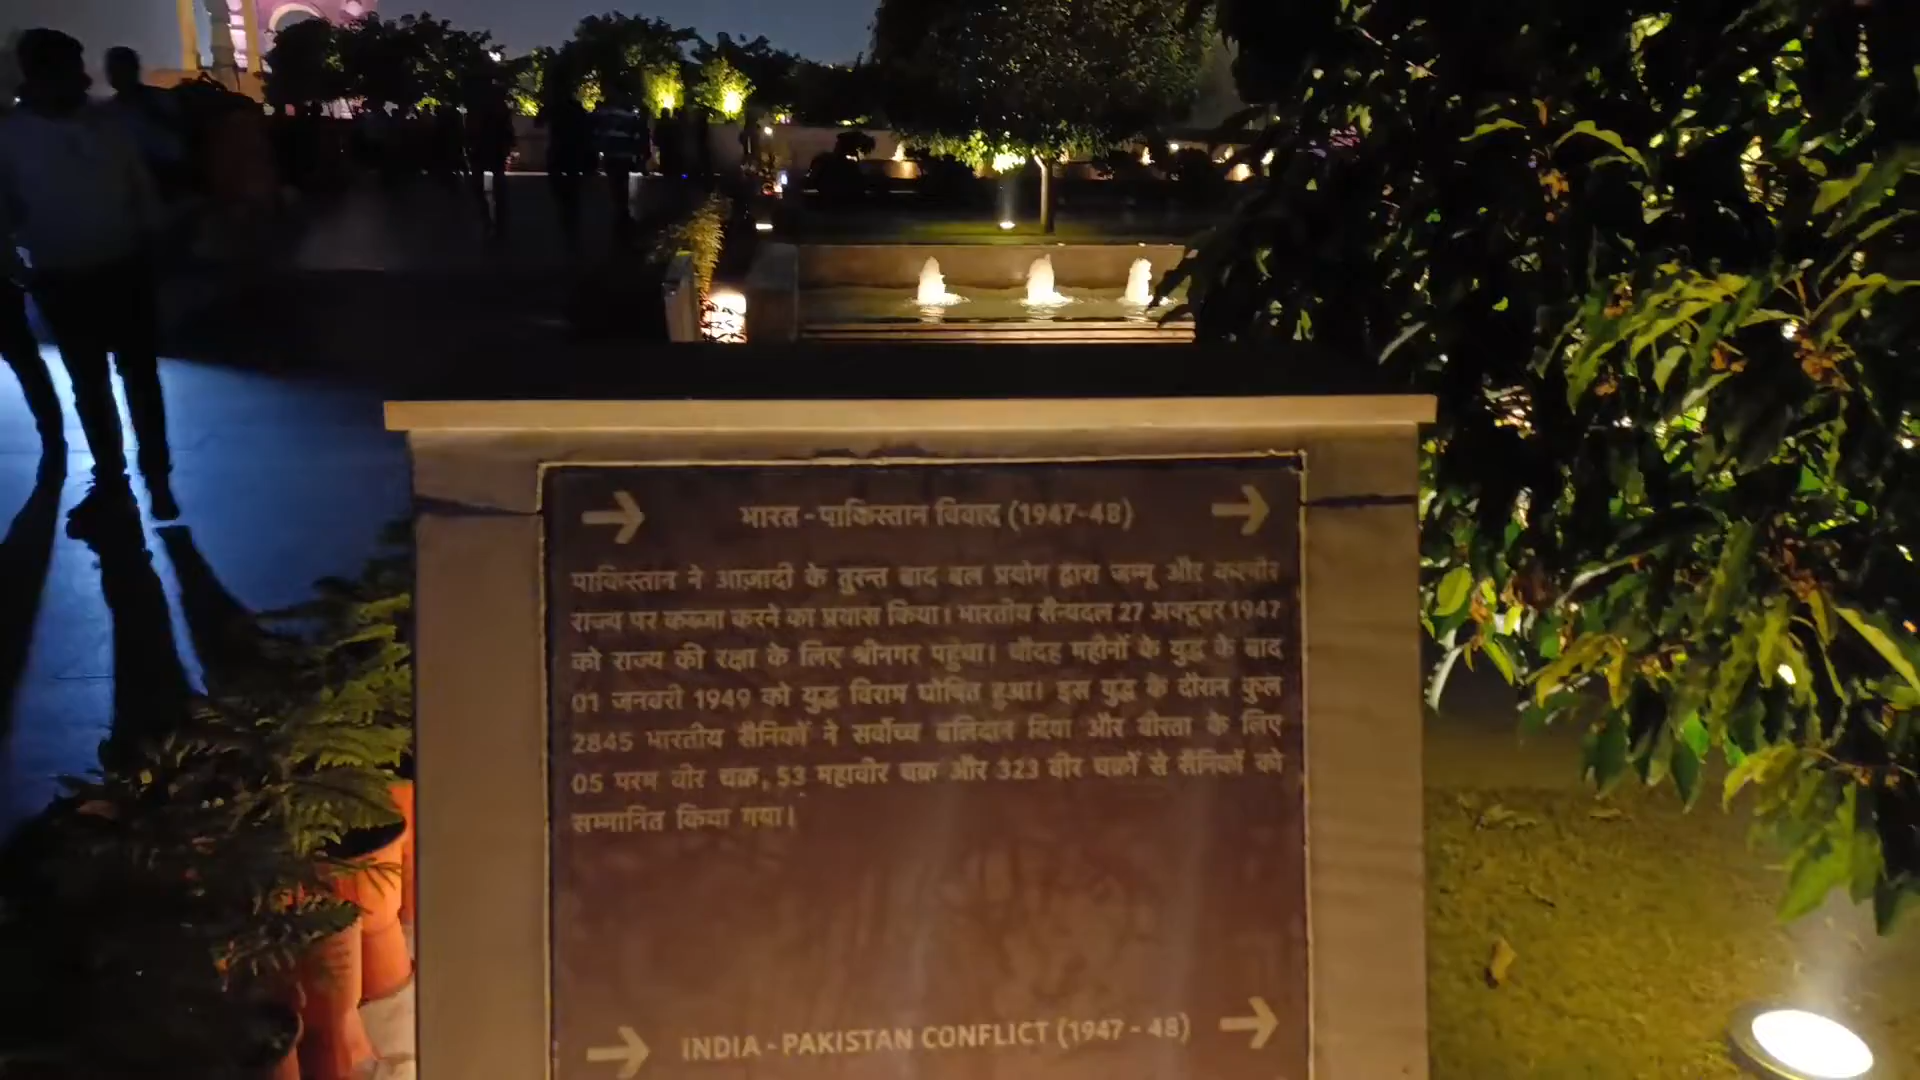 भारत - पाकिस्तान विवाद (1947-48)
पाकिस्तान ने आज़ादी के तुरन्त बाद बल प्रयोग द्वारा जम्मू और कश्मीर
राज्य पर कब्जा करने का प्रयास किया। भारतीय सैन्यदल 27 अक्टूबर 1947
को राज्य की रक्षा के लिए श्रीनगर पहुंचा। चौदह महीनों के युद्ध के बाद
01 जनवरी 1949 को युद्ध विराम घोषित हुआ। इस युद्ध के दौरान कुल
2845 भारतीय सैनिकों ने सर्वोच्च बलिदान दिया और वीरता के लिए
05 परम वीर चक्र, 53 महावीर चक्र और 323 वीर चक्रों से सैनिकों को
सम्मानित किया गया।
INDIA - PAKISTAN CONFLICT (1947 - 48)